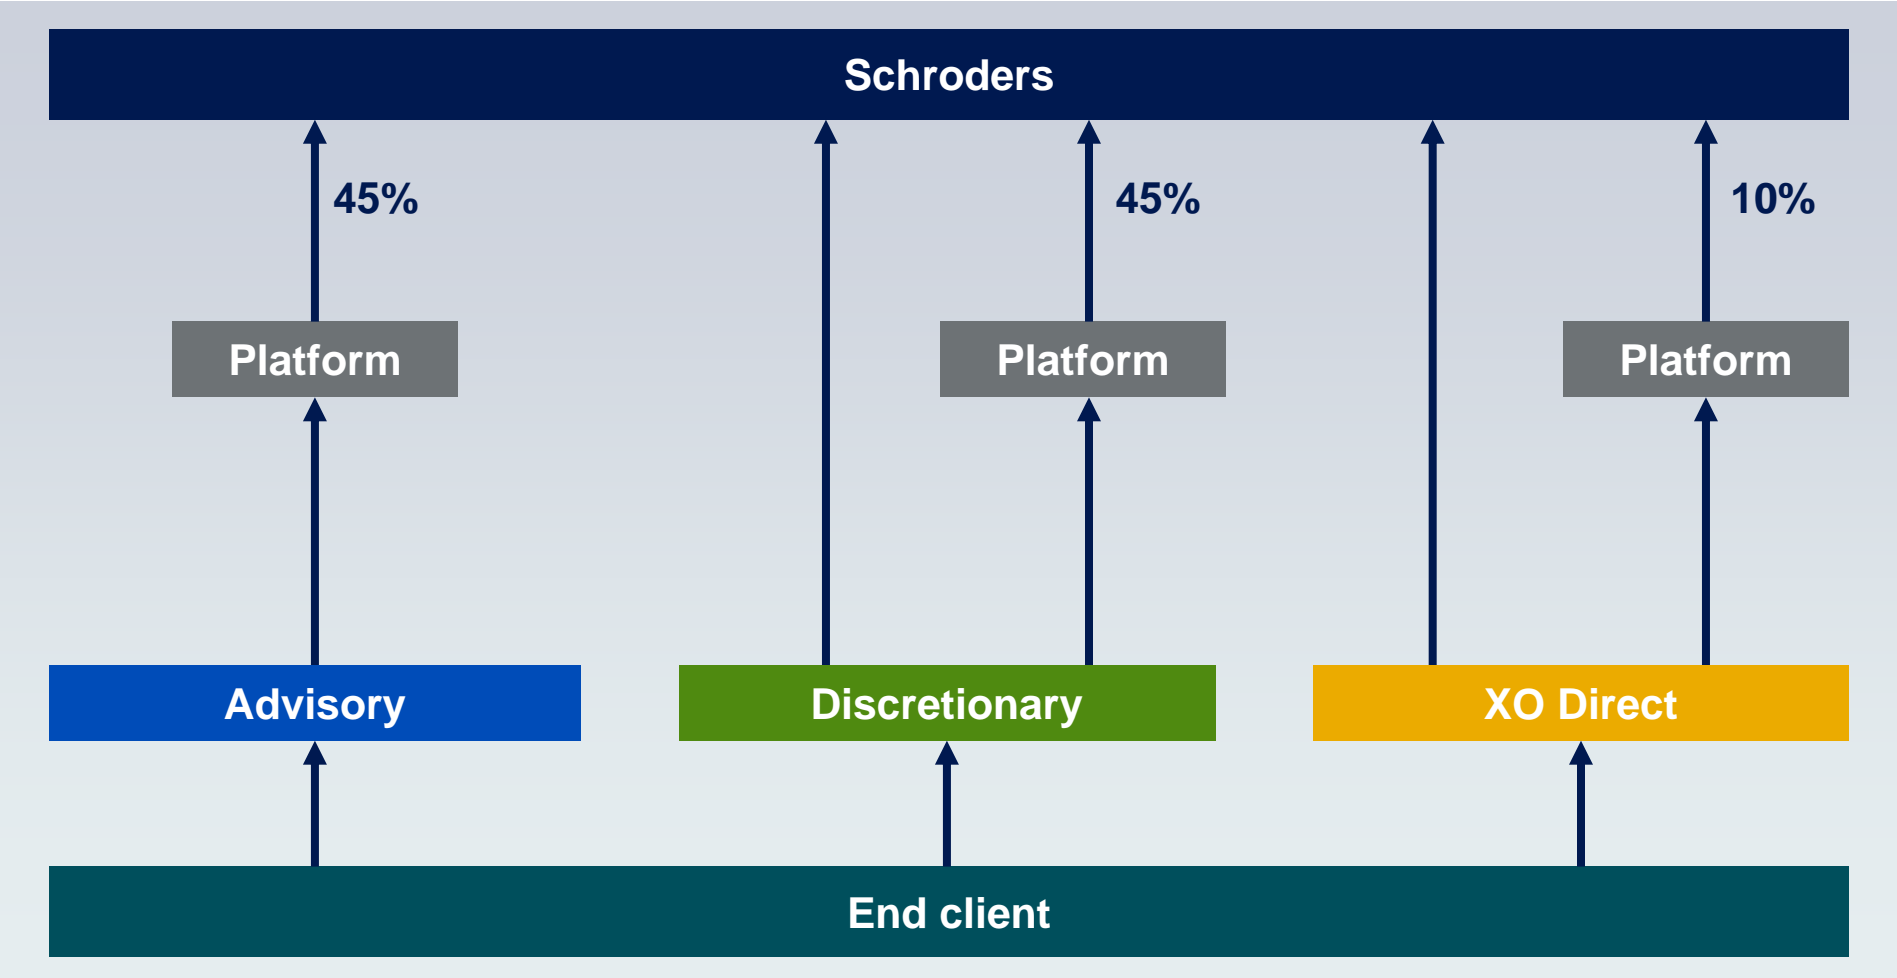 Schroders
45%
45%
10%
Platform
Platform
Platform
Advisory
Discretionary
XO Direct
End client